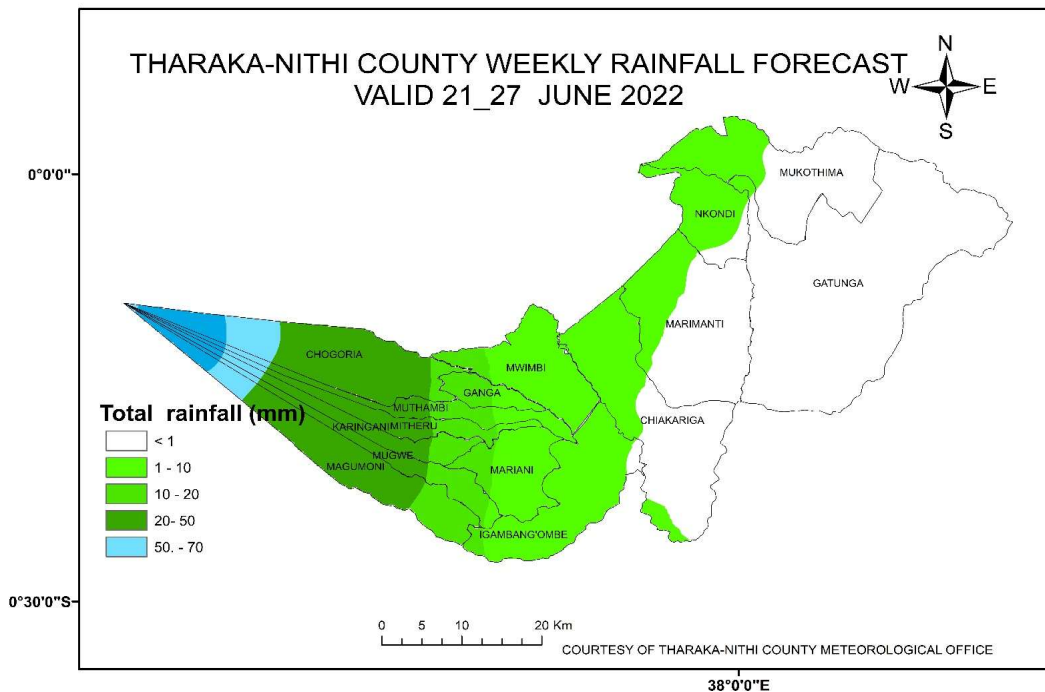 THARAKA-NITHI COUNTY WEEKLY RAINFALL FORECAST
VALID 21_27 JUNE 2022
N
W
E
S
0°0'0"
MUKOTHIMA
NKONDI
GATUNGA
MARIMANTI
CHOGORIA
MWIMBI
GANGA
MUTHAMBI
KARINGANI
MITHERU
CHIAKARIGA
MUGWE
MAGUMONI
MARIANI
IGAMBANG'OMBE
Total rainfall (mm)
< 1
1 - 10
10 - 20
20- 50
50. - 70
0°30'0"S
0 5 10 20 Km
COURTESY OF THARAKA-NITHI COUNTY METEOROLOGICAL OFFICE
38°0'0"E